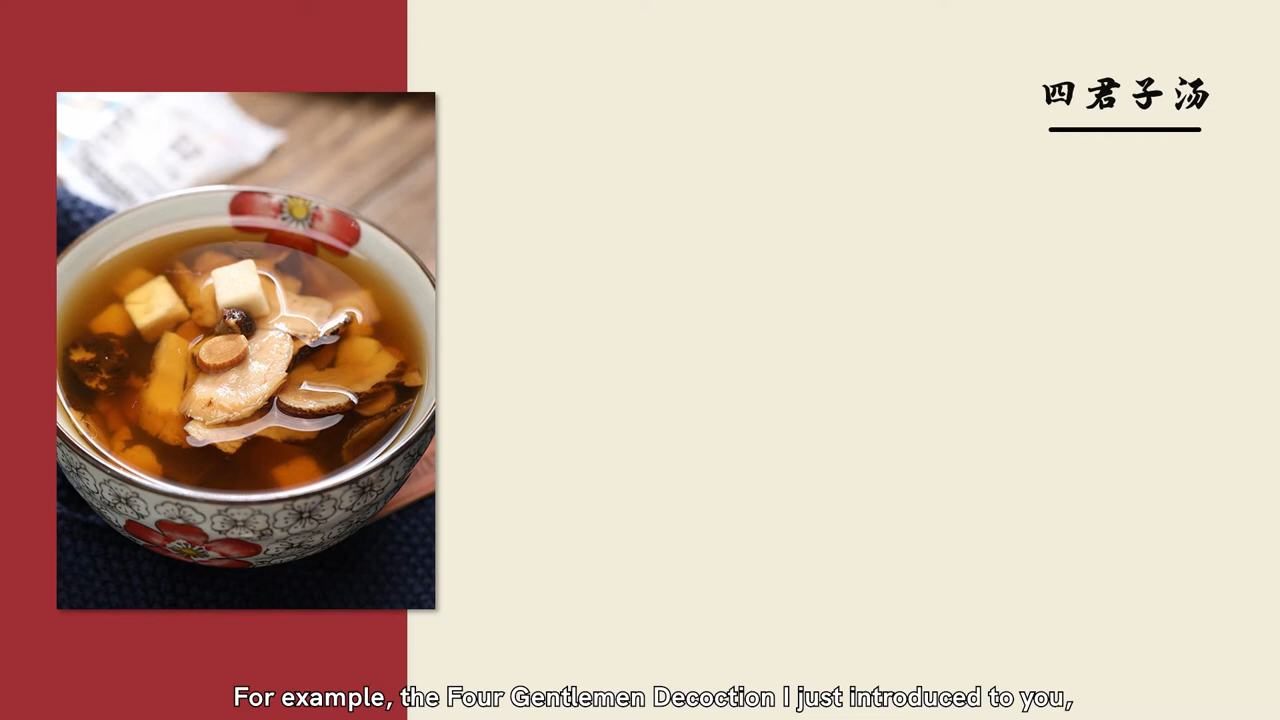 四君子汤
For example, the Four Gentlemen Decoction I just introduced to you,